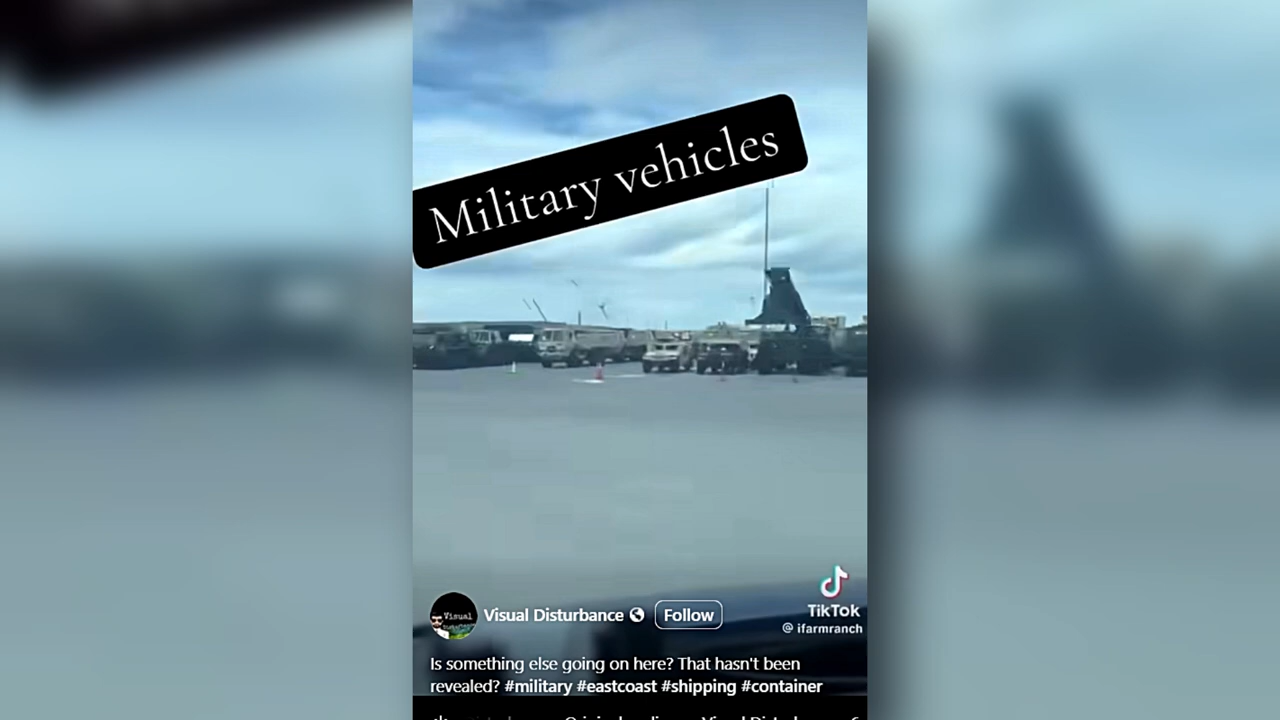 Military vehicles
TikTok
@ ifarmranch
Visual
Visual Disturbance
Follow
Is something else going on here? That hasn't been
revealed? #military #eastcoast #shipping #container